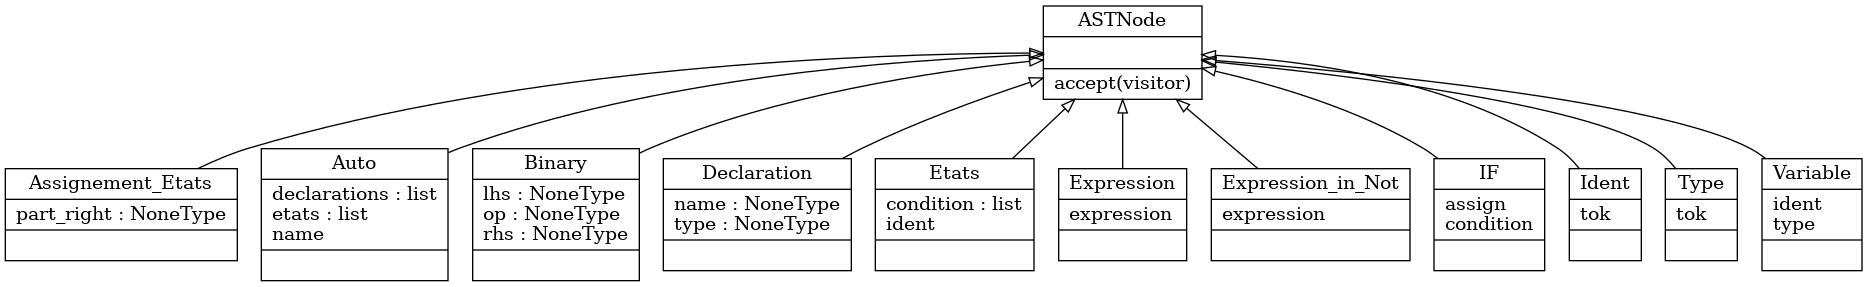 ASTNode
accept(visitor)
Assignement_Etats
part_right : NoneType
Auto
declarations : list
etats : list
name
Binary
lhs : NoneType
op : NoneType
rhs : NoneType
Declaration
name : NoneType
type : NoneType
Etats
condition : list
ident
Expression
expression
Expression_in_Not
expression
IF
assign
condition
Ident
tok
Type
tok
Variable
ident
type